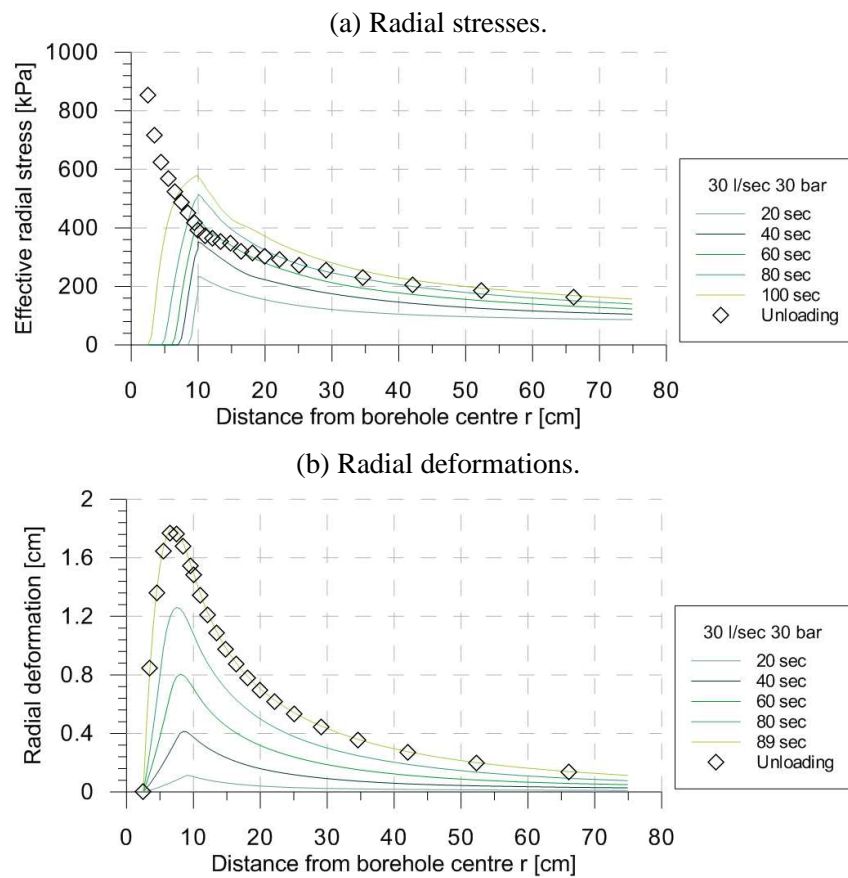 (a) Radial stresses.
1000
800
600
400
200
0
Effective radial stress [kPa]
0 10 20 30 40 50 60 70 80
Distance from borehole centre r [cm]
30 l/sec 30 bar
20 sec
40 sec
60 sec
80 sec
100 sec
Unloading
(b) Radial deformations.
2
1.6
1.2
0.8
0.4
0
Radial deformation [cm]
0 10 20 30 40 50 60 70 80
Distance from borehole centre r [cm]
30 l/sec 30 bar
20 sec
40 sec
60 sec
80 sec
89 sec
Unloading